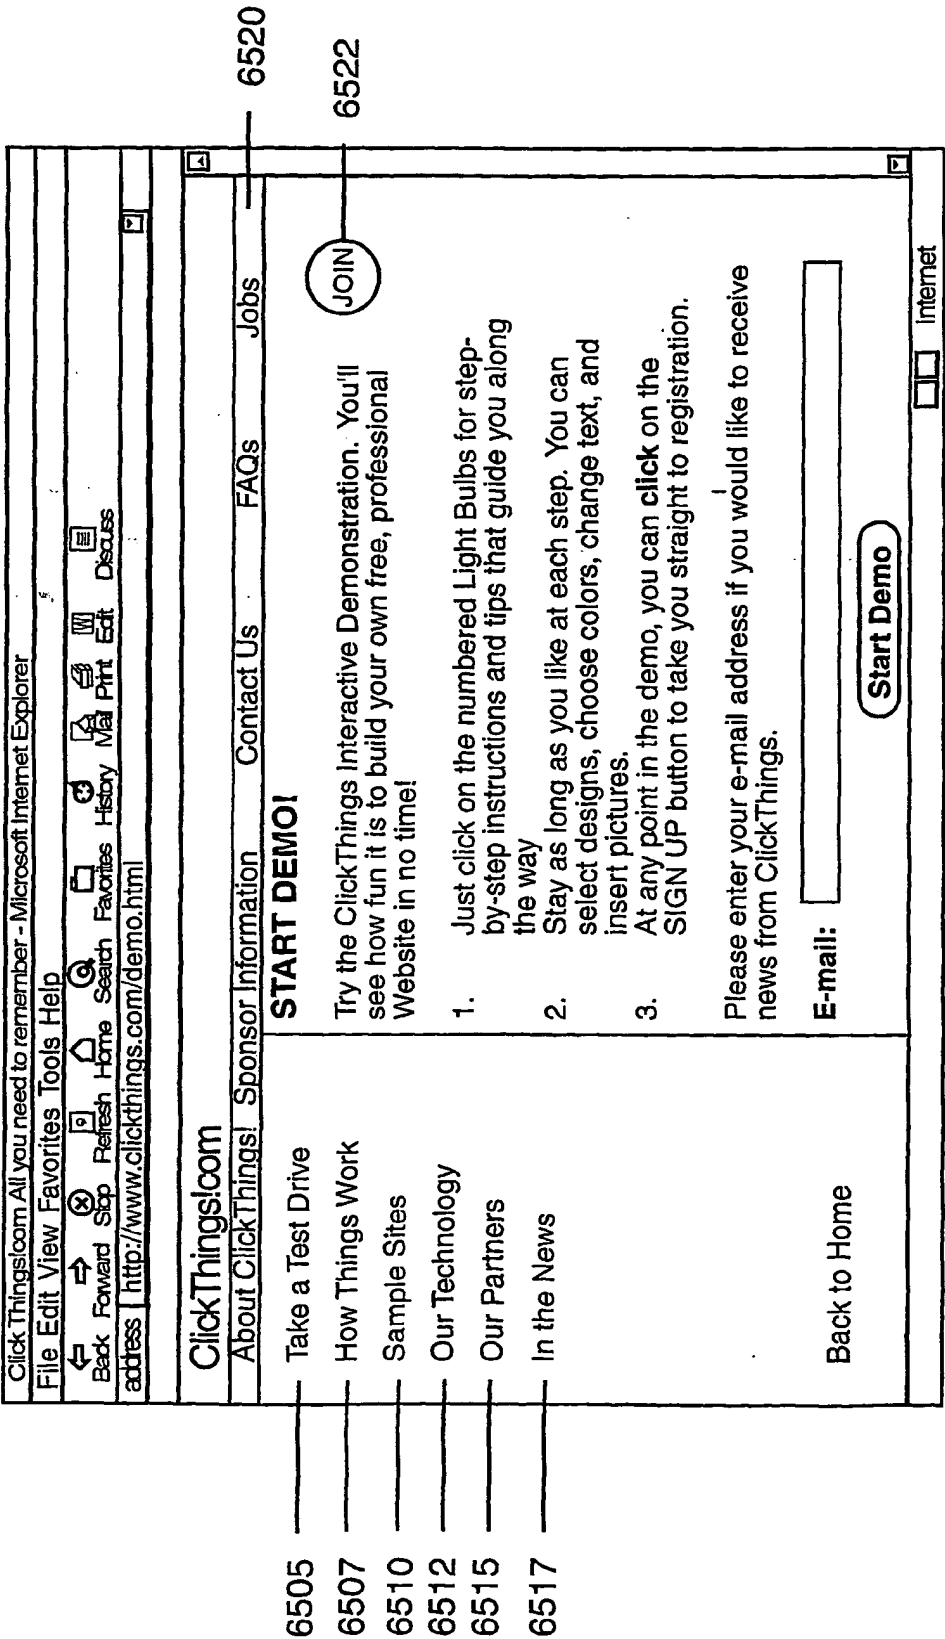 Click Things!com All you need to remember - Microsoft Internet Explorer
File Edit View Favorites Tools Help
Back Forward Stop Refresh Home Search Favorites History Mail Print Edit Discuss
address http://www.clickthings.com/demo.html
ClickThings!com
About ClickThings! Sponsor Information Contact Us FAQs Jobs
6520
6505 Take a Test Drive
6507 How Things Work
6510 Sample Sites
6512 Our Technology
6515 Our Partners
6517 In the News
Back to Home
START DEMO!
JOIN
6522
Try the ClickThings Interactive Demonstration. You'll
see how fun it is to build your own free, professional
Website in no time!
1. Just click on the numbered Light Bulbs for step-
by-step instructions and tips that guide you along
the way
2. Stay as long as you like at each step. You can
select designs, choose colors, change text, and
insert pictures.
3. At any point in the demo, you can click on the
SIGN UP button to take you straight to registration.
Please enter your e-mail address if you would like to receive
news from ClickThings.
E-mail:
Start Demo
Internet